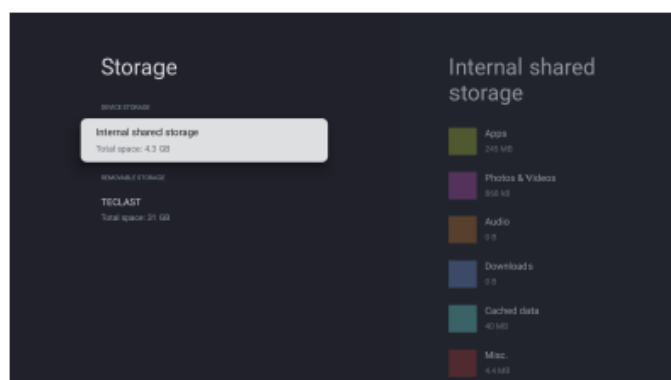 Storage
DEVICE STORAGE
Internal shared storage
Total space: 4.3 GB
REMOVABLE STORAGE
TECLAST
Total space: 31 GB
Internal shared
storage
Apps
245 MB
Photos & Videos
868 kB
Audio
0 B
Downloads
0 B
Cached data
40 MB
Misc.
4.4 MB